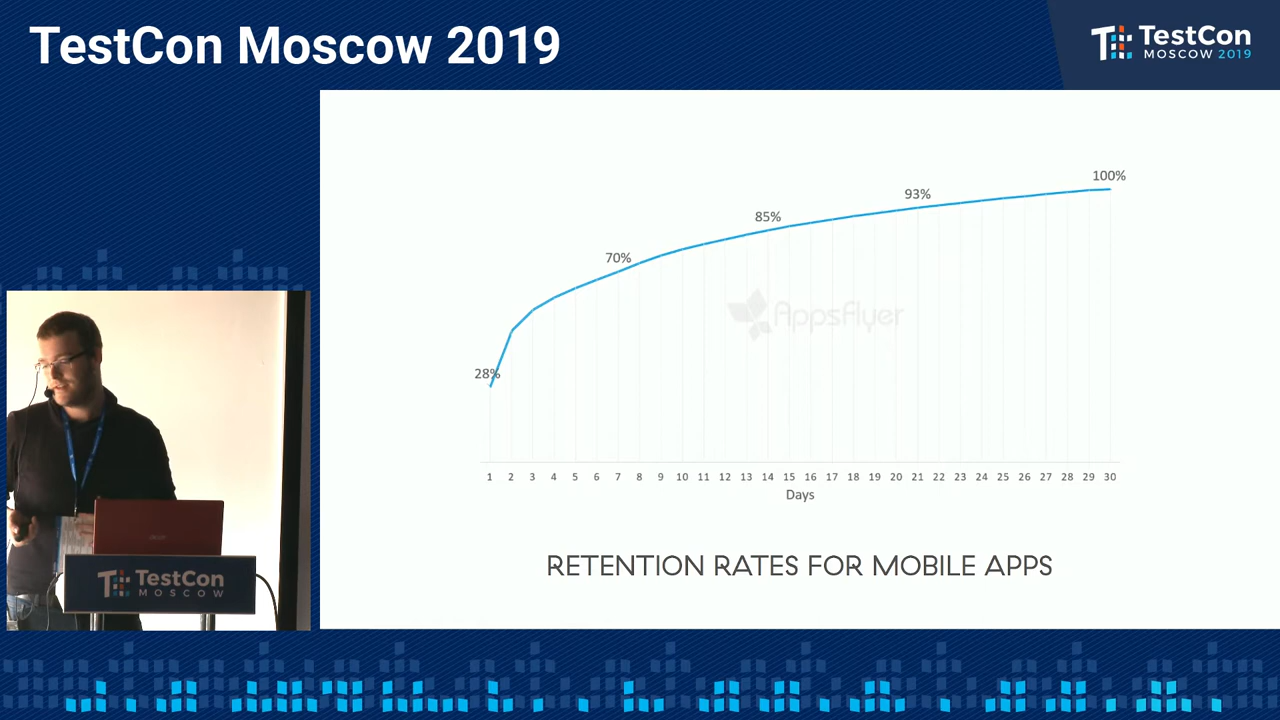 TestCon Moscow 2019
TestCon
MOSCOW 2019
100%
93%
85%
70%
28%
AppsFlyer
1 2 3 4 5 6 7 8 9 10 11 12 13 14 15 16 17 18 19 20 21 22 23 24 25 26 27 28 29 30
Days
RETENTION RATES FOR MOBILE APPS
acer
TestCon
MOSCOW